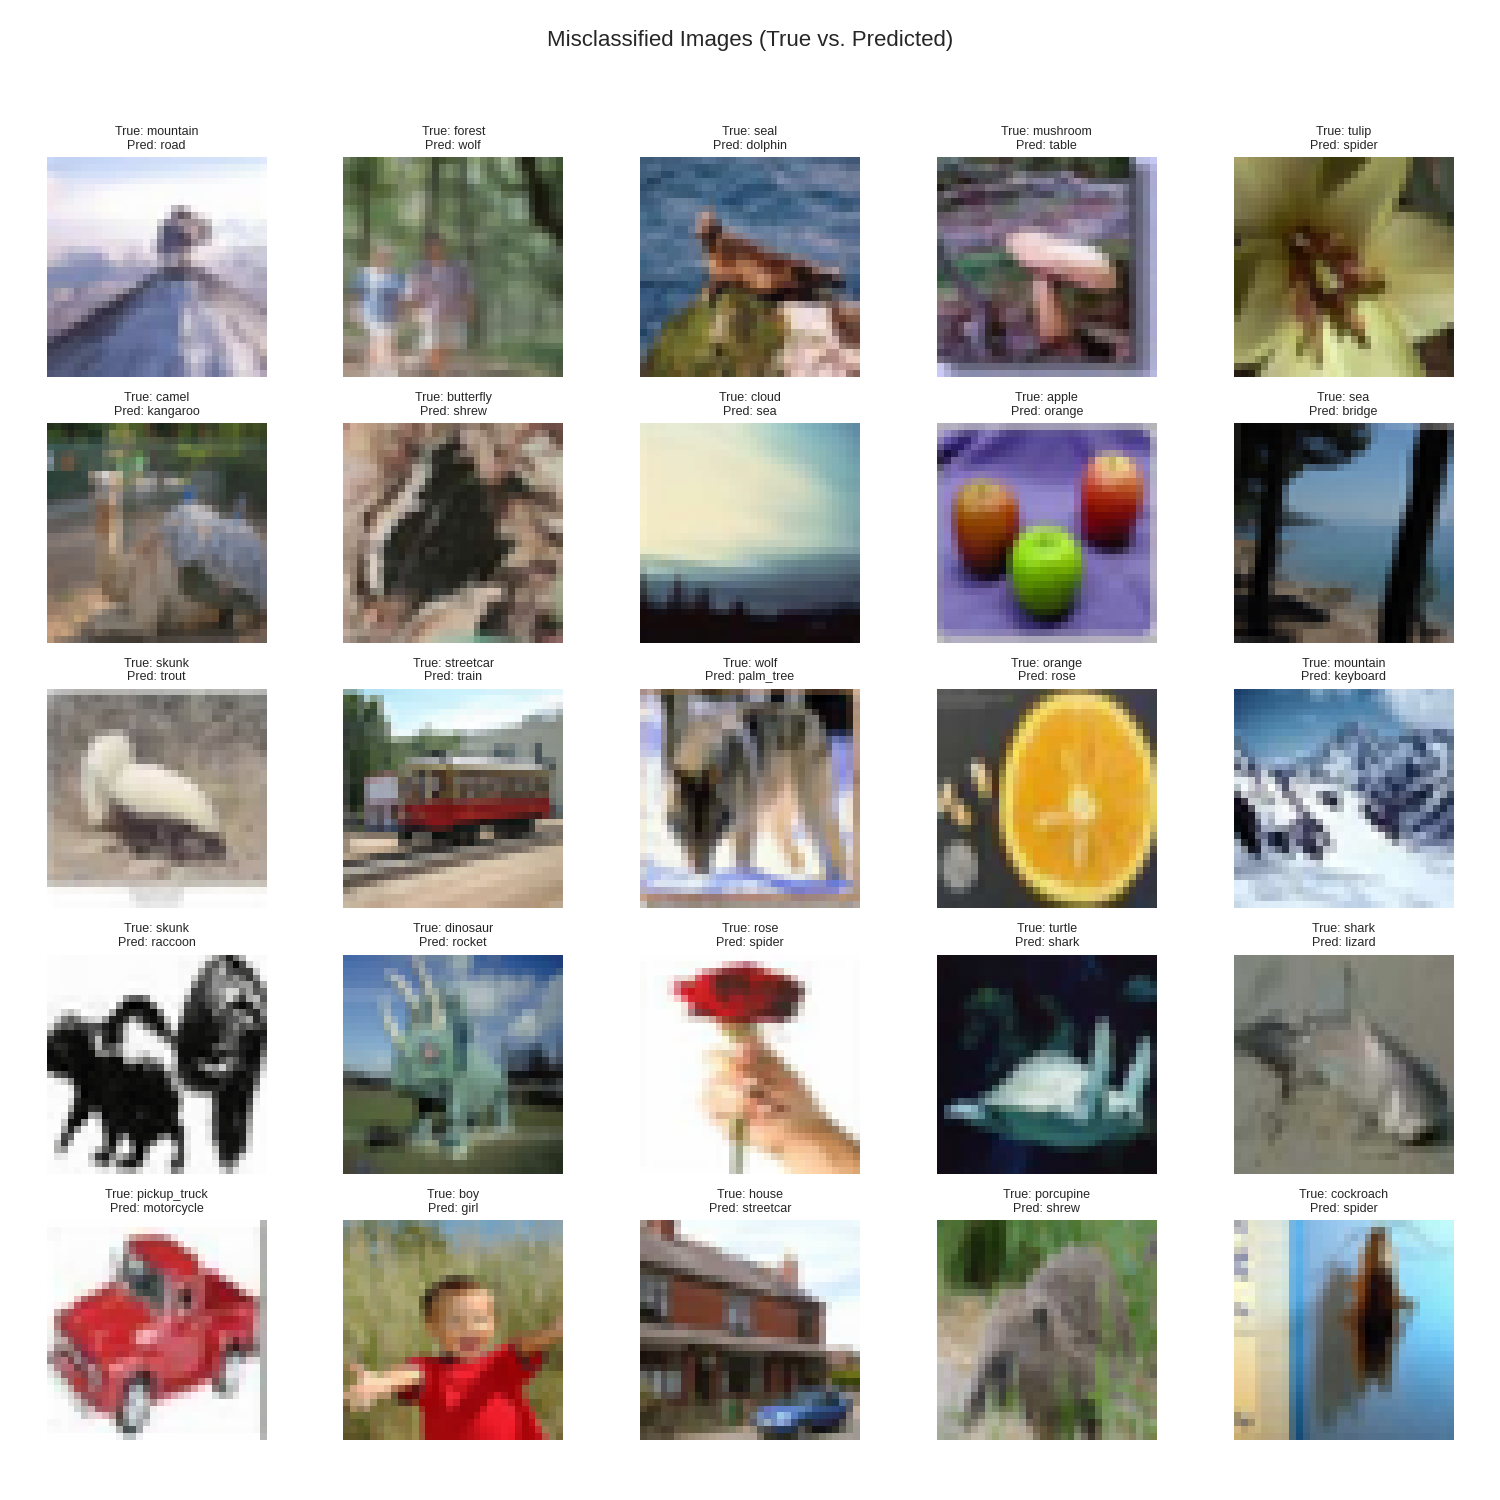 Misclassified Images (True vs. Predicted)
True: mountain
Pred: road
True: forest
Pred: wolf
True: seal
Pred: dolphin
True: mushroom
Pred: table
True: tulip
Pred: spider
True: camel
Pred: kangaroo
True: butterfly
Pred: shrew
True: cloud
Pred: sea
True: apple
Pred: orange
True: sea
Pred: bridge
True: skunk
Pred: trout
True: streetcar
Pred: train
True: wolf
Pred: palm_tree
True: orange
Pred: rose
True: mountain
Pred: keyboard
True: skunk
Pred: raccoon
True: dinosaur
Pred: rocket
True: rose
Pred: spider
True: turtle
Pred: shark
True: shark
Pred: lizard
True: pickup_truck
Pred: motorcycle
True: boy
Pred: girl
True: house
Pred: streetcar
True: porcupine
Pred: shrew
True: cockroach
Pred: spider